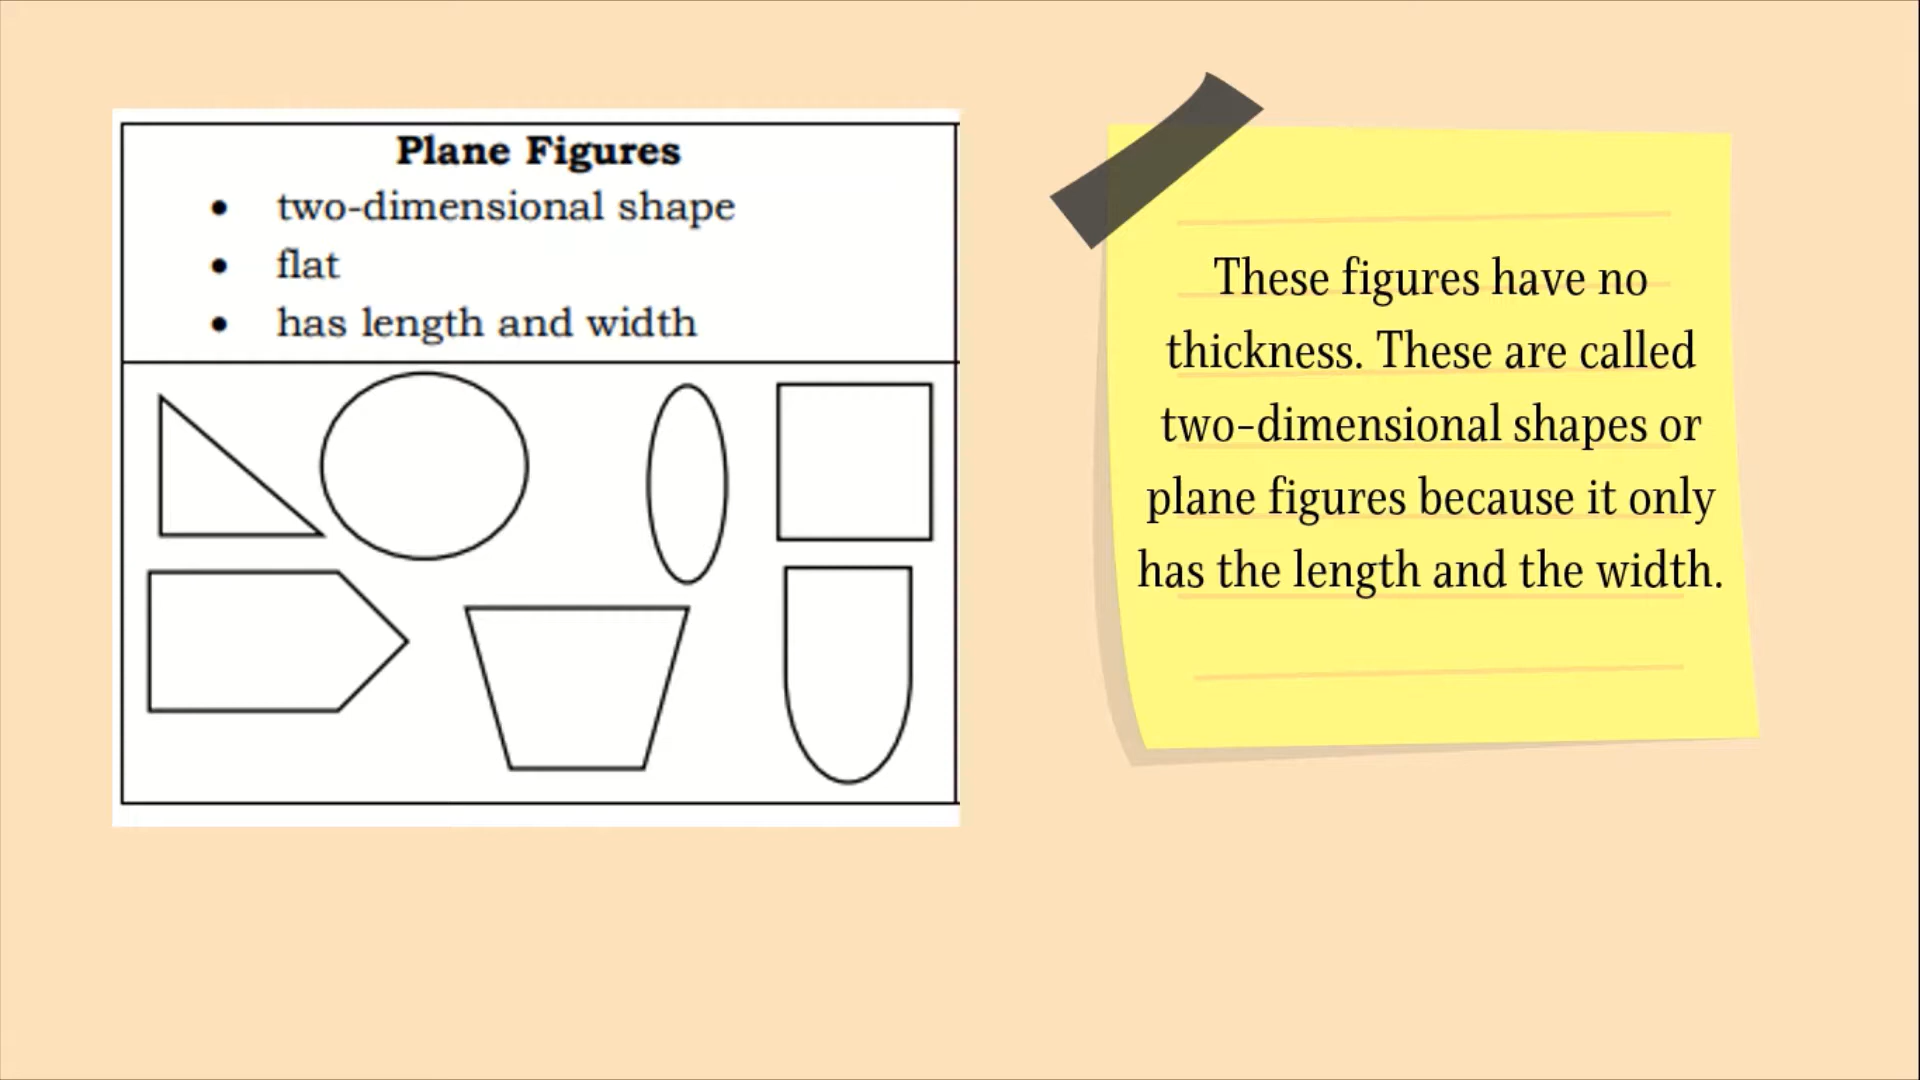 Plane Figures
• two-dimensional shape
• flat
• has length and width
These figures have no
thickness. These are called
two-dimensional shapes or
plane figures because it only
has the length and the width.